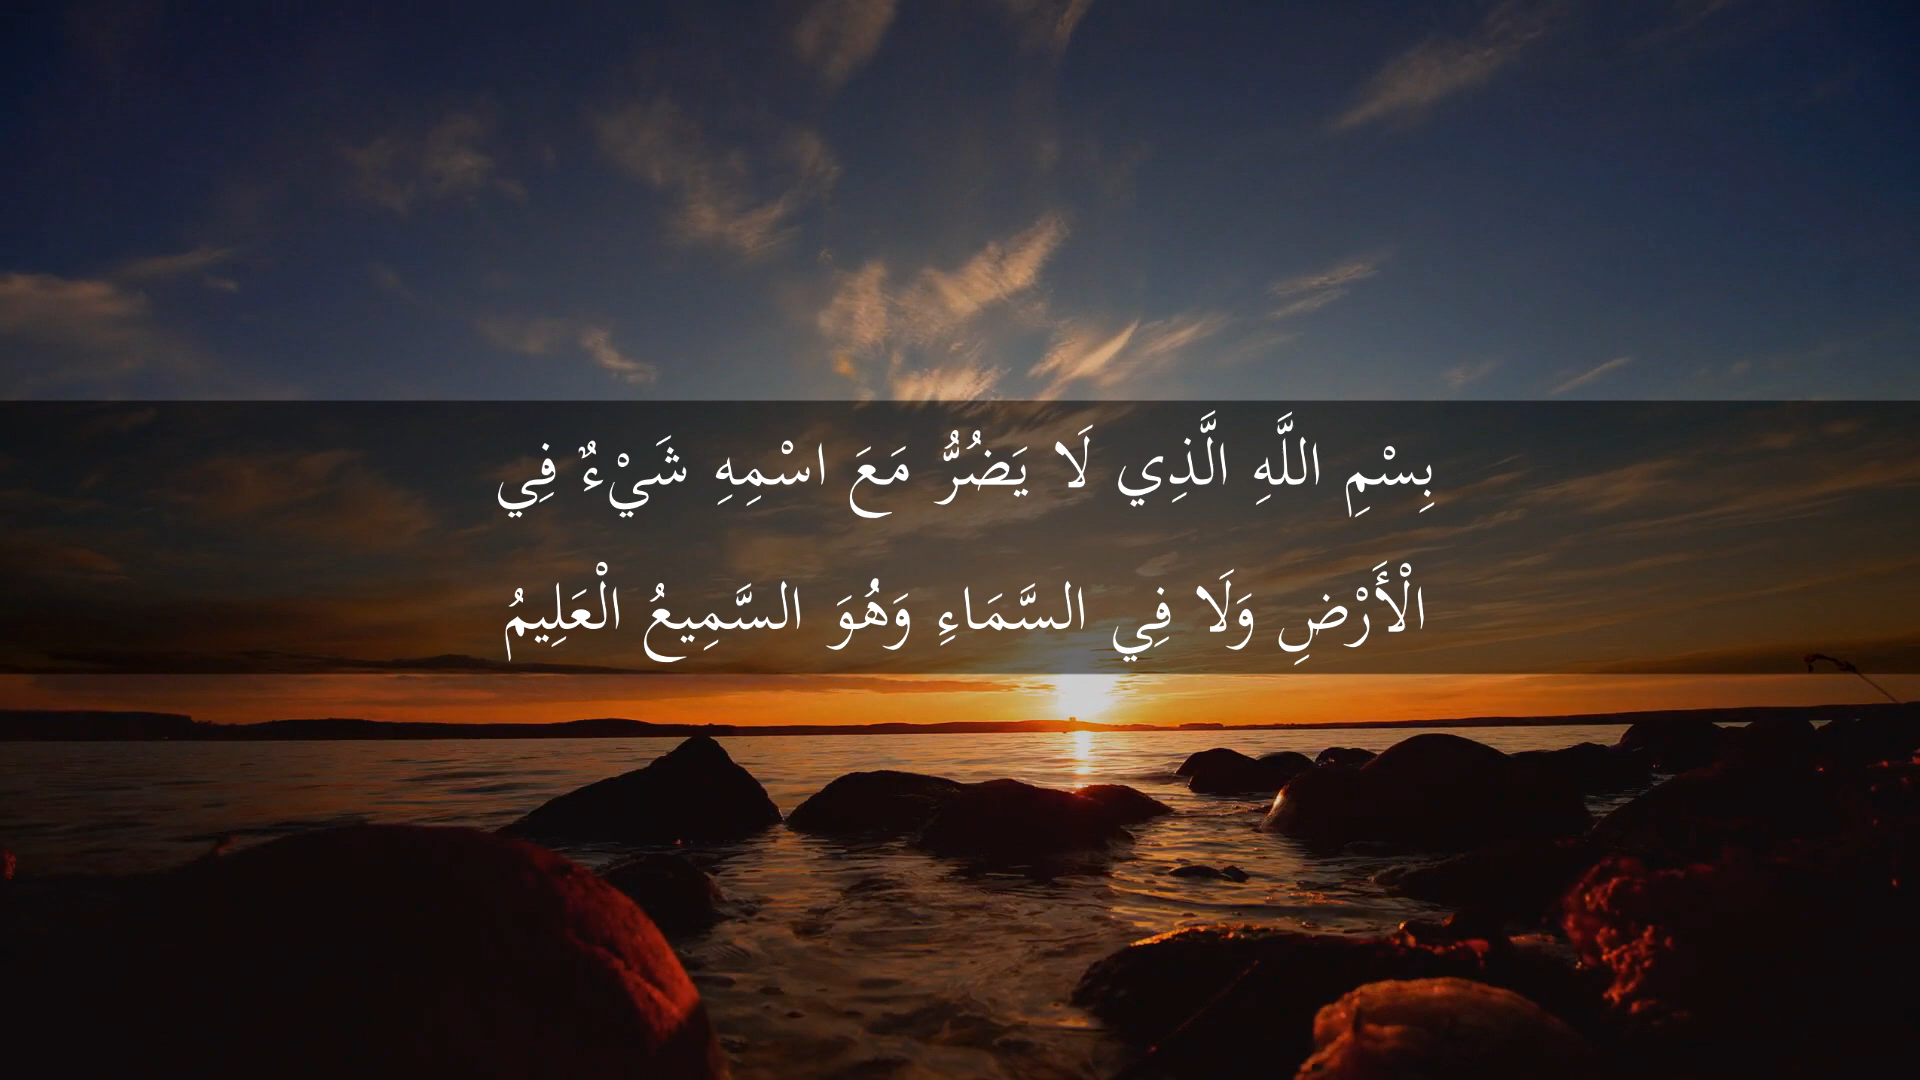 بِسْمِ اللَّهِ الَّذِي لَا يَضُرُّ مَعَ اسْمِهِ شَيْءٌ فِي
الْأَرْضِ وَلَا فِي السَّمَاءِ وَهُوَ السَّمِيعُ الْعَلِيمُ